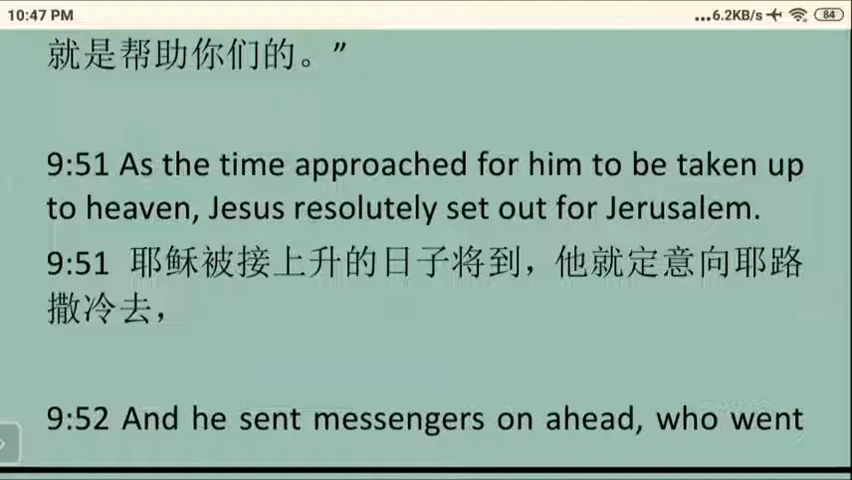 10:47 PM
...6.2KB/s 84
就是帮助你们的。”
9:51 As the time approached for him to be taken up
to heaven, Jesus resolutely set out for Jerusalem.
9:51 耶稣被接上升的日子将到，他就定意向耶路
撒冷去，
9:52 And he sent messengers on ahead, who went